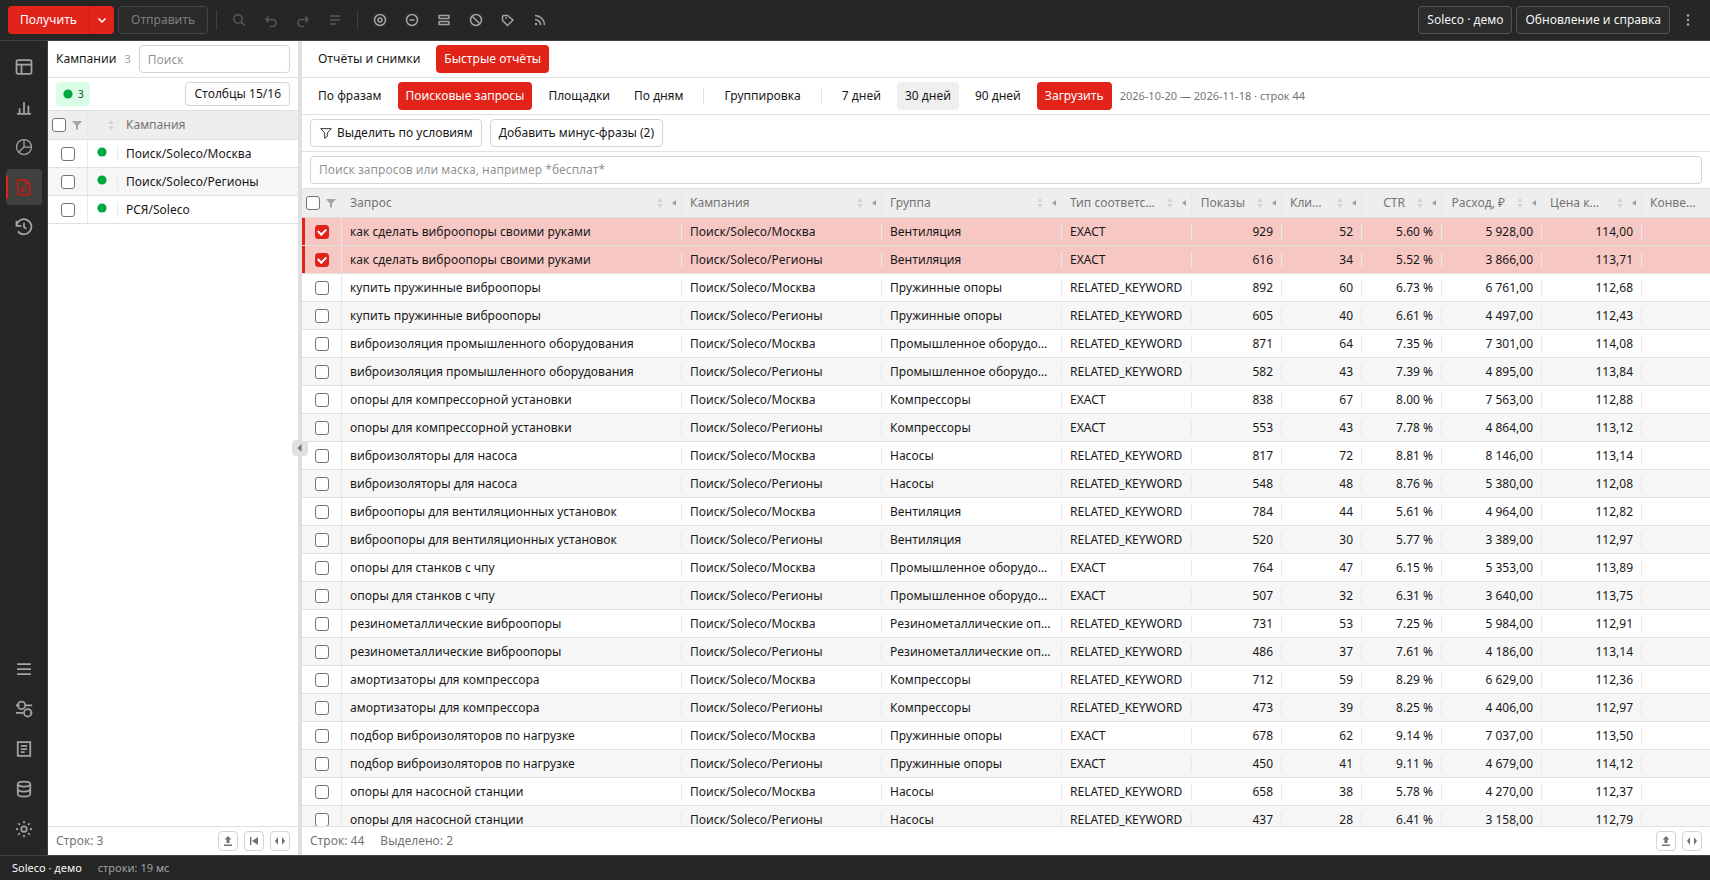 Получить Отправить Soleco · демо Обновление и справка
Кампании 3 Поиск
3 Столбцы 15/16
Кампания
Поиск/Soleco/Москва
Поиск/Soleco/Регионы
РСЯ/Soleco
Строк: 3
Отчёты и снимки Быстрые отчёты
По фразам Поисковые запросы Площадки По дням Группировка 7 дней 30 дней 90 дней Загрузить 2026-10-20 — 2026-11-18 · строк 44
Выделить по условиям Добавить минус-фразы (2)
Поиск запросов или маска, например *бесплат*
Запрос Кампания Группа Тип соответс... Показы Кли... CTR Расход, ₽ Цена к... Конве...
как сделать виброопоры своими руками Поиск/Soleco/Москва Вентиляция EXACT 929 52 5.60 % 5 928,00 114,00
как сделать виброопоры своими руками Поиск/Soleco/Регионы Вентиляция EXACT 616 34 5.52 % 3 866,00 113,71
купить пружинные виброопоры Поиск/Soleco/Москва Пружинные опоры RELATED_KEYWORD 892 60 6.73 % 6 761,00 112,68
купить пружинные виброопоры Поиск/Soleco/Регионы Пружинные опоры RELATED_KEYWORD 605 40 6.61 % 4 497,00 112,43
виброизоляция промышленного оборудования Поиск/Soleco/Москва Промышленное оборудо... RELATED_KEYWORD 871 64 7.35 % 7 301,00 114,08
виброизоляция промышленного оборудования Поиск/Soleco/Регионы Промышленное оборудо... RELATED_KEYWORD 582 43 7.39 % 4 895,00 113,84
опоры для компрессорной установки Поиск/Soleco/Москва Компрессоры EXACT 838 67 8.00 % 7 563,00 112,88
опоры для компрессорной установки Поиск/Soleco/Регионы Компрессоры EXACT 553 43 7.78 % 4 864,00 113,12
виброизоляторы для насоса Поиск/Soleco/Москва Насосы RELATED_KEYWORD 817 72 8.81 % 8 146,00 113,14
виброизоляторы для насоса Поиск/Soleco/Регионы Насосы RELATED_KEYWORD 548 48 8.76 % 5 380,00 112,08
виброопоры для вентиляционных установок Поиск/Soleco/Москва Вентиляция RELATED_KEYWORD 784 44 5.61 % 4 964,00 112,82
виброопоры для вентиляционных установок Поиск/Soleco/Регионы Вентиляция RELATED_KEYWORD 520 30 5.77 % 3 389,00 112,97
опоры для станков с чпу Поиск/Soleco/Москва Промышленное оборудо... EXACT 764 47 6.15 % 5 353,00 113,89
опоры для станков с чпу Поиск/Soleco/Регионы Промышленное оборудо... EXACT 507 32 6.31 % 3 640,00 113,75
резинометаллические виброопоры Поиск/Soleco/Москва Резинометаллические оп... RELATED_KEYWORD 731 53 7.25 % 5 984,00 112,91
резинометаллические виброопоры Поиск/Soleco/Регионы Резинометаллические оп... RELATED_KEYWORD 486 37 7.61 % 4 186,00 113,14
амортизаторы для компрессора Поиск/Soleco/Москва Компрессоры RELATED_KEYWORD 712 59 8.29 % 6 629,00 112,36
амортизаторы для компрессора Поиск/Soleco/Регионы Компрессоры RELATED_KEYWORD 473 39 8.25 % 4 406,00 112,97
подбор виброизоляторов по нагрузке Поиск/Soleco/Москва Пружинные опоры EXACT 678 62 9.14 % 7 037,00 113,50
подбор виброизоляторов по нагрузке Поиск/Soleco/Регионы Пружинные опоры EXACT 450 41 9.11 % 4 679,00 114,12
опоры для насосной станции Поиск/Soleco/Москва Насосы RELATED_KEYWORD 658 38 5.78 % 4 270,00 112,37
опоры для насосной станции Поиск/Soleco/Регионы Насосы RELATED_KEYWORD 437 28 6.41 % 3 158,00 112,79
Строк: 44 Выделено: 2
Soleco · демо строки: 19 мс